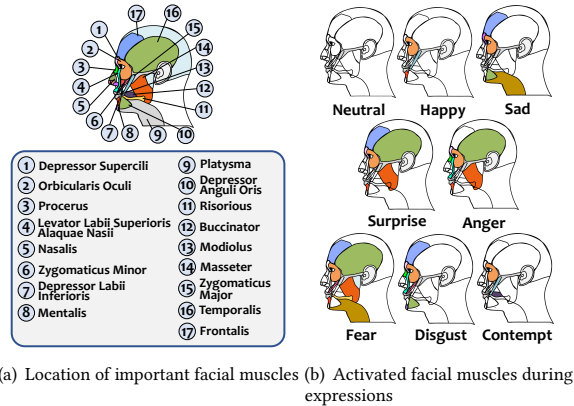 17
16
1
15
2
14
3
13
4
12
5
11
6
7
8
9
10
1 Depressor Supercili
2 Orbicularis Oculi
3 Procerus
4 Levator Labii Superioris
Alaquae Nasii
5 Nasalis
6 Zygomaticus Minor
7 Depressor Labii
Inferioris
8 Mentalis
9 Platysma
10 Depressor
Anguli Oris
11 Risorious
12 Buccinator
13 Modiolus
14 Masseter
15 Zygomaticus
Major
16 Temporalis
17 Frontalis
(a) Location of important facial muscles
Neutral
Happy
Sad
Surprise
Anger
Fear
Disgust
Contempt
(b) Activated facial muscles during
expressions